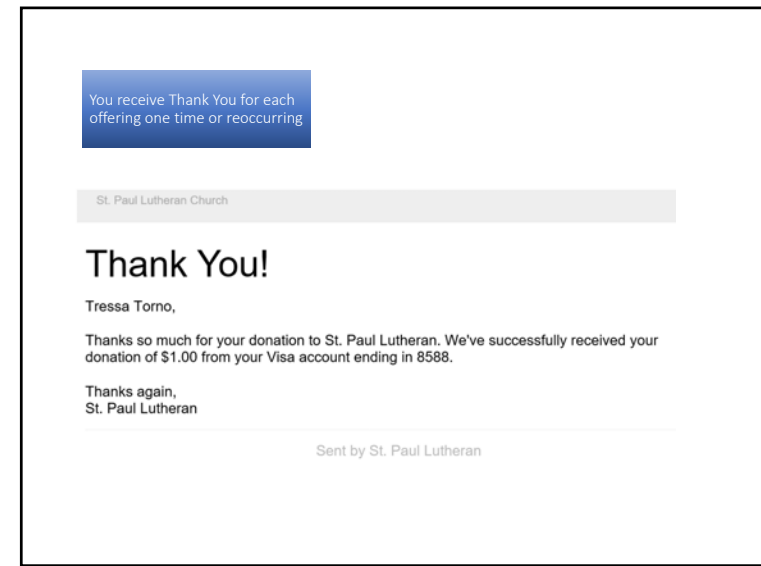 You receive Thank You for each
offering one time or reoccurring
St. Paul Lutheran Church
Thank You!
Tressa Torno,
Thanks so much for your donation to St. Paul Lutheran. We've successfully received your
donation of $1.00 from your Visa account ending in 8588.
Thanks again,
St. Paul Lutheran
Sent by St. Paul Lutheran